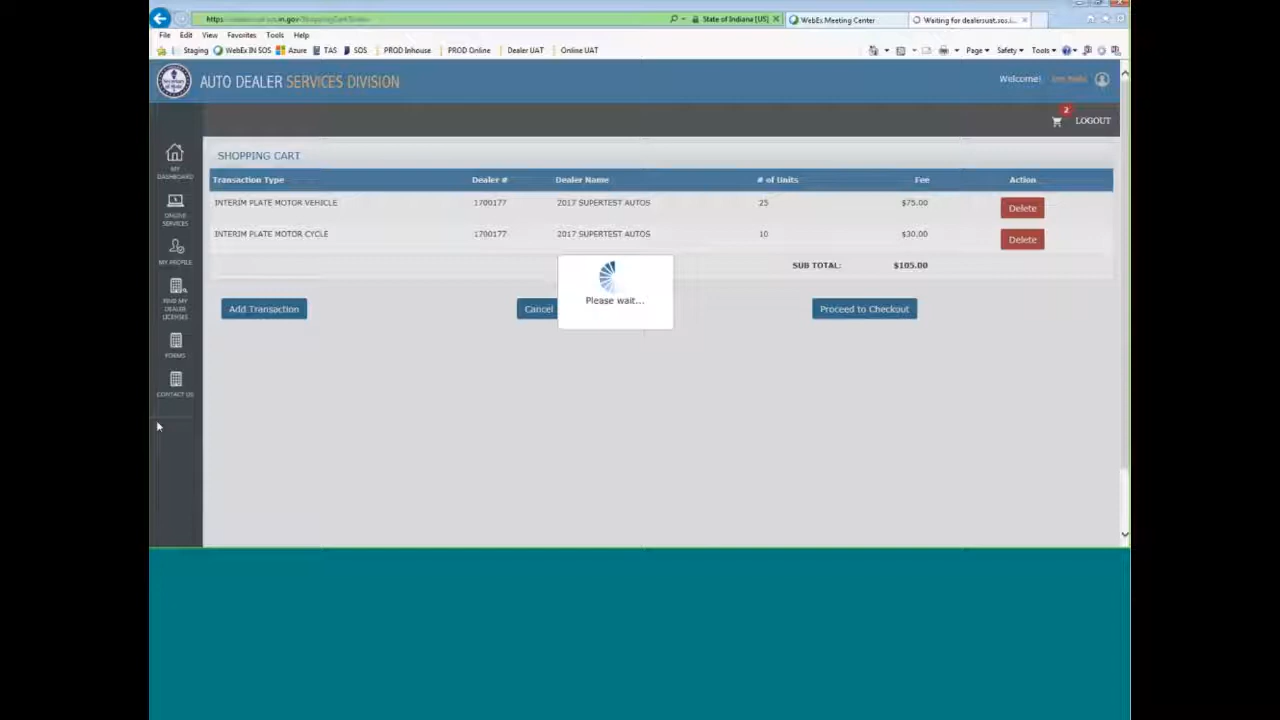 https:
State of Indiana [US]
WebEx Meeting Center
Waiting for dealersuat.sos.i...
File Edit View Favorites Tools Help
Staging WebEx IN SOS Azure TAS SOS PROD Inhouse PROD Online Dealer UAT Online UAT
Page Safety Tools
AUTO DEALER SERVICES DIVISION
Welcome!
2
LOGOUT
MY DASHBOARD
ONLINE SERVICES
MY PROFILE
FIND MY DEALER LICENSES
FORMS
CONTACT US
SHOPPING CART
Transaction Type Dealer # Dealer Name # of Units Fee Action
INTERIM PLATE MOTOR VEHICLE 1700177 2017 SUPERTEST AUTOS 25 $75.00 Delete
INTERIM PLATE MOTOR CYCLE 1700177 2017 SUPERTEST AUTOS 10 $30.00 Delete
SUB TOTAL: $105.00
Please wait...
Add Transaction Cancel Proceed to Checkout